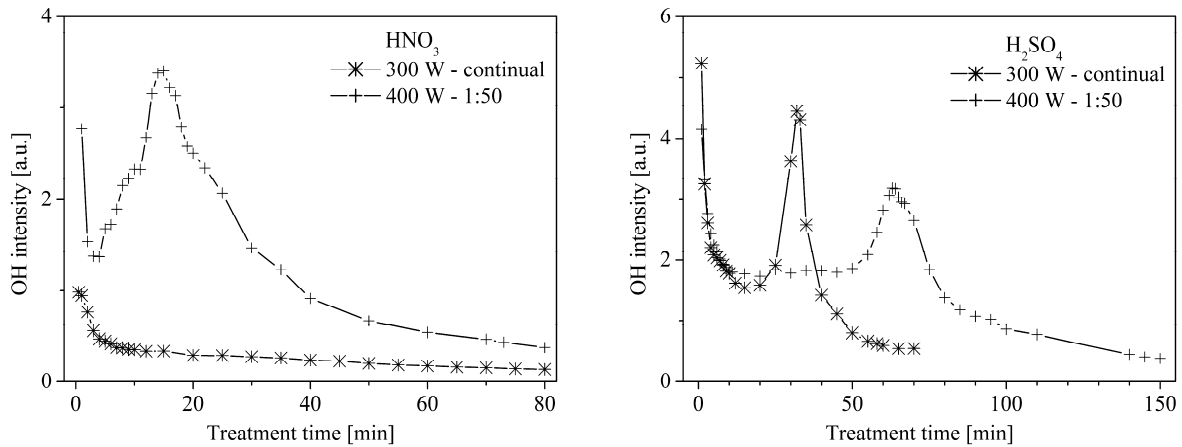 4
2
0
OH intensity [a.u.]
HNO₃
300 W - continual
400 W - 1:50
0 20 40 60 80
Treatment time [min]
6
4
2
0
OH intensity [a.u.]
H₂SO₄
300 W - continual
400 W - 1:50
0 50 100 150
Treatment time [min]